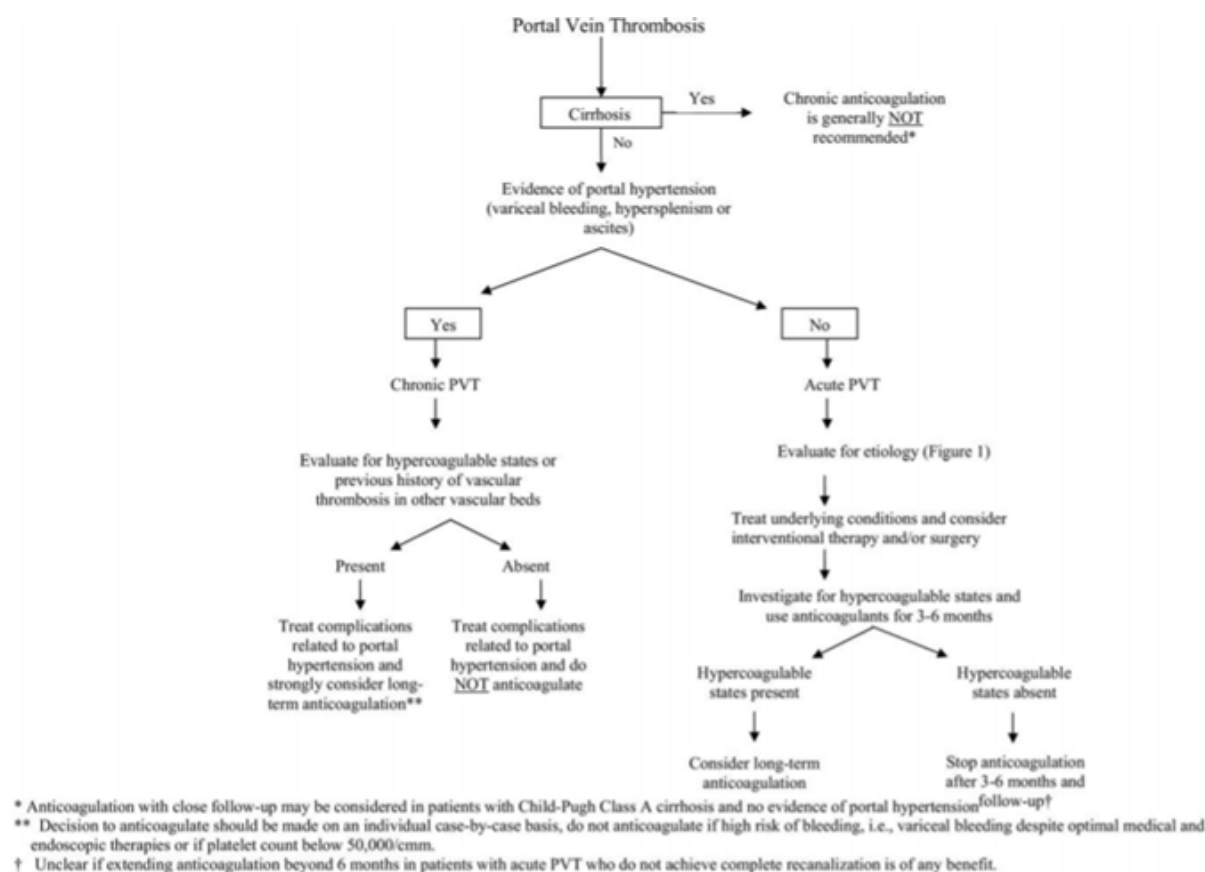 Portal Vein Thrombosis
Cirrhosis
Yes
Chronic anticoagulation
is generally NOT
recommended*
No
Evidence of portal hypertension
(variceal bleeding, hypersplenism or
ascites)
Yes
Chronic PVT
Evaluate for hypercoagulable states or
previous history of vascular
thrombosis in other vascular beds
Present
Treat complications
related to portal
hypertension and
strongly consider long-
term anticoagulation**
Absent
Treat complications
related to portal
hypertension and do
NOT anticoagulate
No
Acute PVT
Evaluate for etiology (Figure 1)
Treat underlying conditions and consider
interventional therapy and/or surgery
Investigate for hypercoagulable states and
use anticoagulants for 3-6 months
Hypercoagulable
states present
Consider long-term
anticoagulation
Hypercoagulable
states absent
Stop anticoagulation
after 3-6 months and
follow-up†
* Anticoagulation with close follow-up may be considered in patients with Child-Pugh Class A cirrhosis and no evidence of portal hypertension
** Decision to anticoagulate should be made on an individual case-by-case basis, do not anticoagulate if high risk of bleeding, i.e., variceal bleeding despite optimal medical and
endoscopic therapies or if platelet count below 50,000/cmm.
† Unclear if extending anticoagulation beyond 6 months in patients with acute PVT who do not achieve complete recanalization is of any benefit.